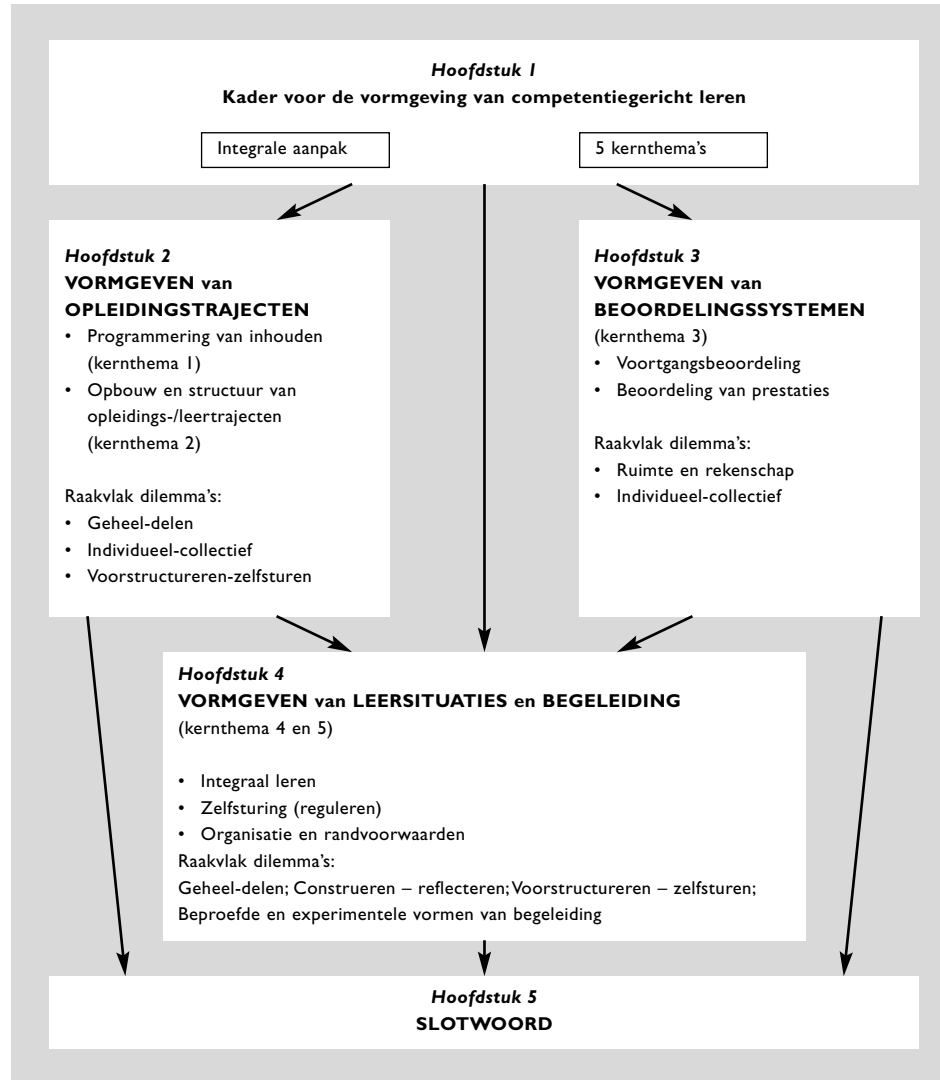 Hoofdstuk 1
Kader voor de vormgeving van competentiegericht leren
Integrale aanpak
5 kernthema's
Hoofdstuk 2
VORMGEVEN van
OPLEIDINGSTRAJECTEN
• Programmering van inhouden
(kernthema 1)
• Opbouw en structuur van
opleidings-/leertrajecten
(kernthema 2)
Raakvlak dilemma's:
• Geheel-delen
• Individueel-collectief
• Voorstructureren-zelfsturen
Hoofdstuk 3
VORMGEVEN van
BEOORDELINGSSYSTEMEN
(kernthema 3)
• Voortgangsbeoordeling
• Beoordeling van prestaties
Raakvlak dilemma's:
• Ruimte en rekenschap
• Individueel-collectief
Hoofdstuk 4
VORMGEVEN van LEERSITUATIES en BEGELEIDING
(kernthema 4 en 5)
• Integraal leren
• Zelfsturing (reguleren)
• Organisatie en randvoorwaarden
Raakvlak dilemma's:
Geheel-delen; Construeren – reflecteren; Voorstructureren – zelfsturen;
Beproefde en experimentele vormen van begeleiding
Hoofdstuk 5
SLOTWOORD